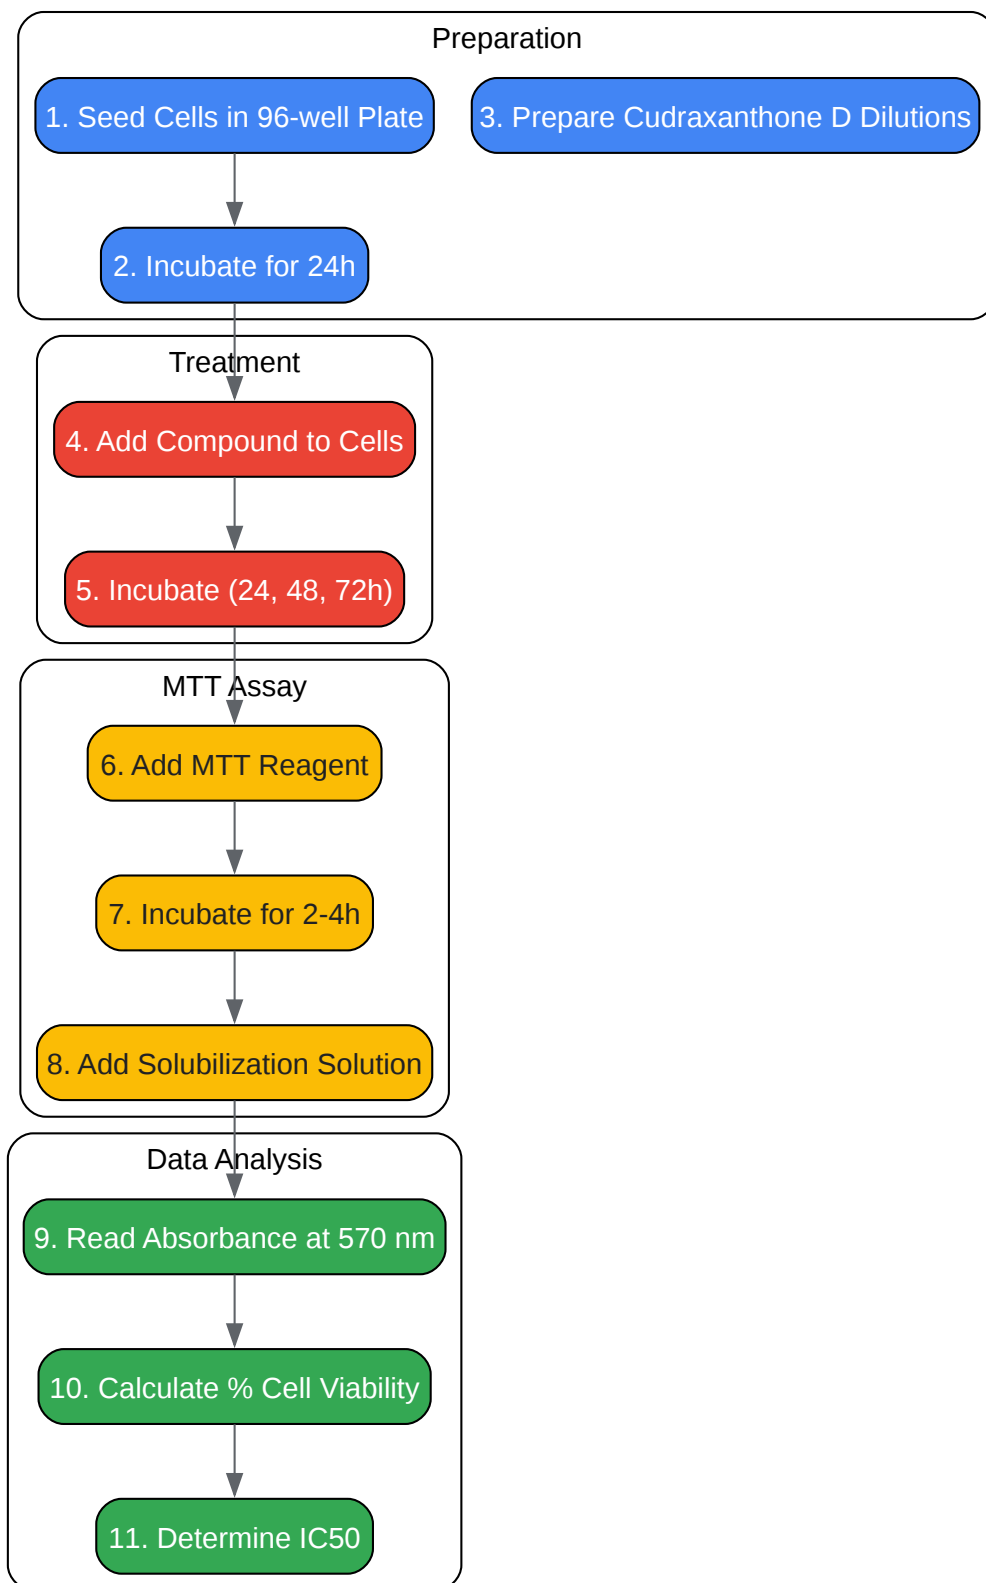 Preparation
1. Seed Cells in 96-well Plate
3. Prepare Cudraxanthone D Dilutions
2. Incubate for 24h
Treatment
4. Add Compound to Cells
5. Incubate (24, 48, 72h)
MTT Assay
6. Add MTT Reagent
7. Incubate for 2-4h
8. Add Solubilization Solution
Data Analysis
9. Read Absorbance at 570 nm
10. Calculate % Cell Viability
11. Determine IC50